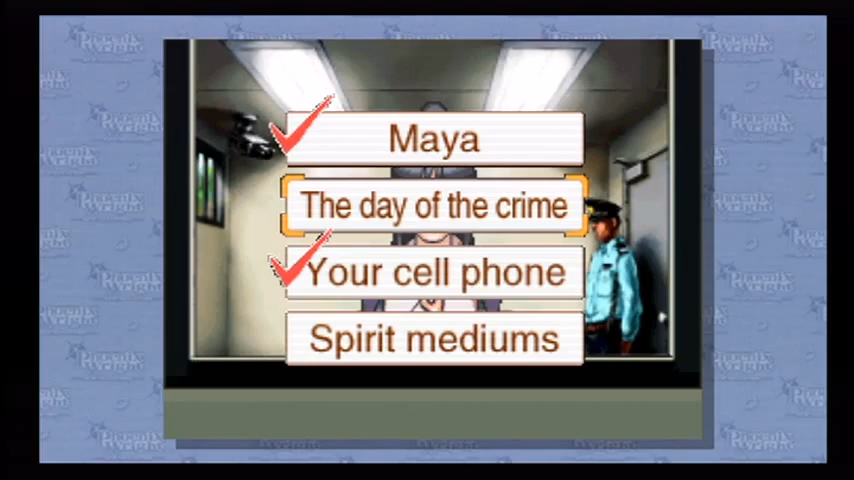 Maya
The day of the crime
Your cell phone
Spirit mediums